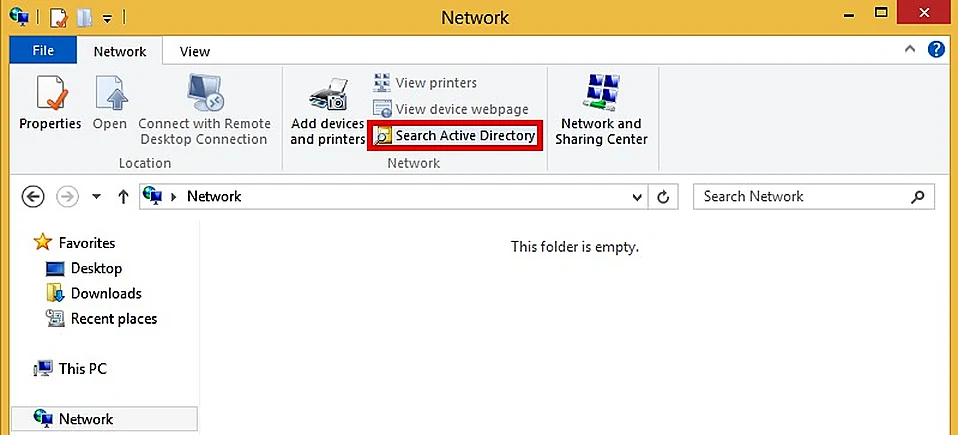 Network
File
Network
View
Properties
Open
Connect with Remote
Desktop Connection
Location
Add devices
and printers
View printers
View device webpage
Search Active Directory
Network
Network and
Sharing Center
Network
Search Network
Favorites
Desktop
Downloads
Recent places
This PC
Network
This folder is empty.